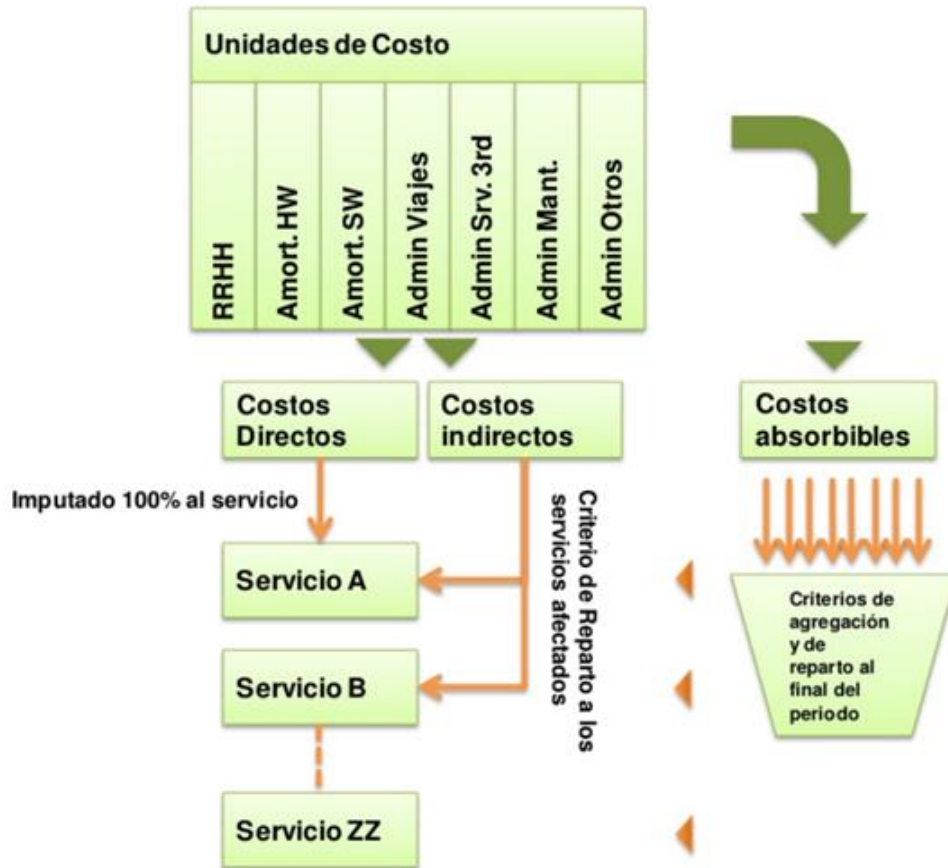 Unidades de Costo
RRHH
Amort. HW
Amort. SW
Admin Viajes
Admin Srv. 3rd
Admin Mant.
Admin Otros
Costos
Directos
Costos
indirectos
Costos
absorbibles
Imputado 100% al servicio
Criterio de Reparto a los
servicios afectados
Servicio A
Servicio B
Servicio ZZ
Criterios de
agregación
y de
reparto al
final del
periodo